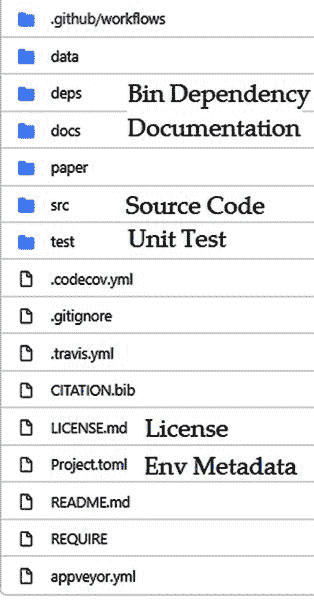 .github/workflows
data
deps Bin Dependency
docs Documentation
paper
src Source Code
test Unit Test
.codecov.yml
.gitignore
.travis.yml
CITATION.bib
LICENSE.md License
Project.toml Env Metadata
README.md
REQUIRE
appveyor.yml